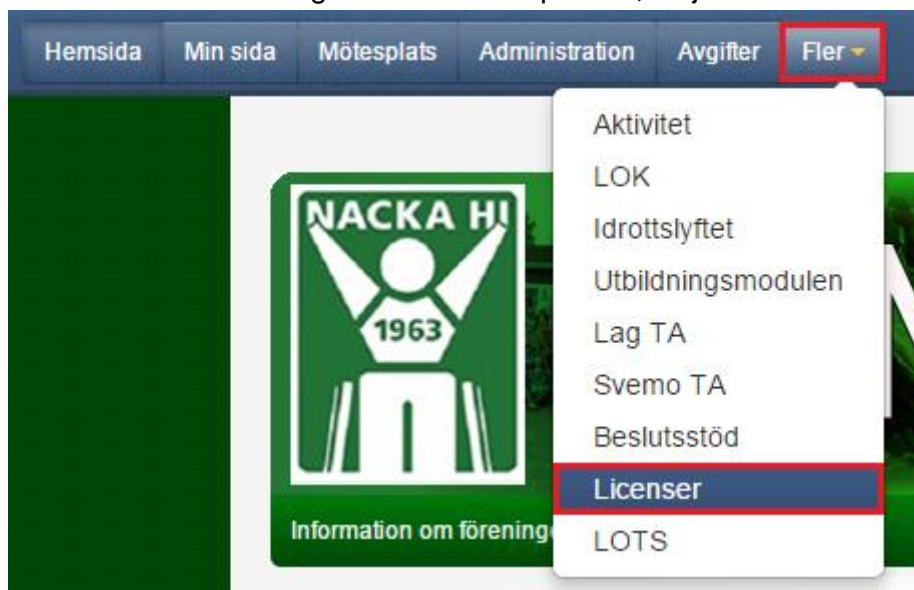 Hemsida Min sida Mötesplats Administration Avgifter Fler
Aktivitet
LOK
Idrottslyftet
Utbildningsmodulen
Lag TA
Svemo TA
Beslutsstöd
Licenser
LOTS
NACKA HI
1963
Information om förening